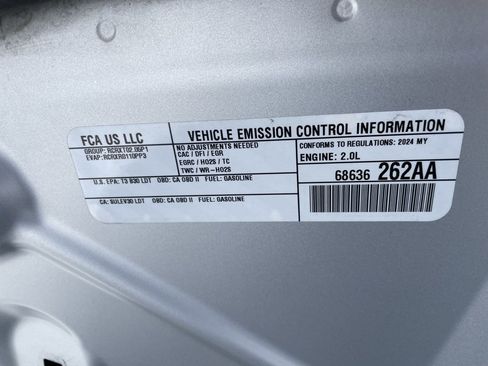 FCA US LLC
GROUP: RCRXT02.05P1
EVAP: RCRXR0110PP3
VEHICLE EMISSION CONTROL INFORMATION
NO ADJUSTMENTS NEEDED
CAC / DFI / EGR
EGRC / HO2S / TC
TWC / WR-HO2S
CONFORMS TO REGULATIONS: 2024 MY
ENGINE: 2.0L
68636 262AA
U.S. EPA: T3 B30 LDT OBD: CA OBD II FUEL: GASOLINE
CA: SULEV30 LDT OBD: CA OBD II FUEL: GASOLINE